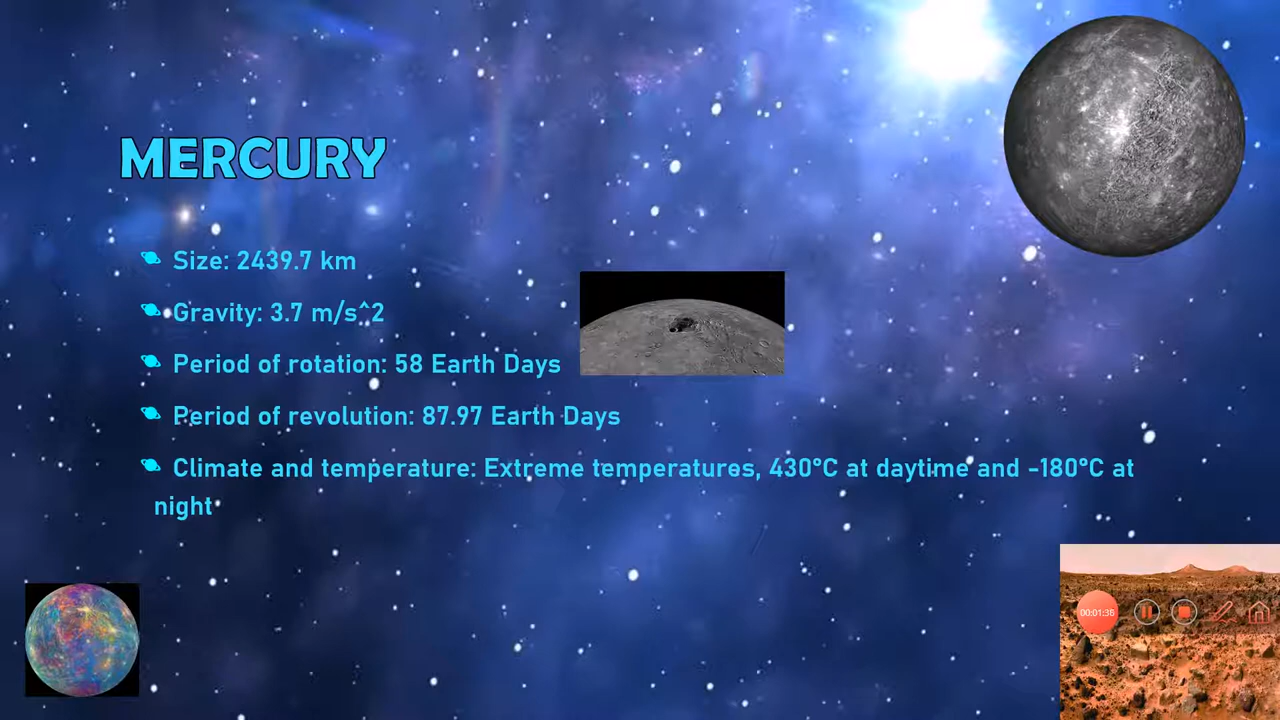 MERCURY
Size: 2439.7 km
Gravity: 3.7 m/s^2
Period of rotation: 58 Earth Days
Period of revolution: 87.97 Earth Days
Climate and temperature: Extreme temperatures, 430°C at daytime and -180°C at
night
00:01:36